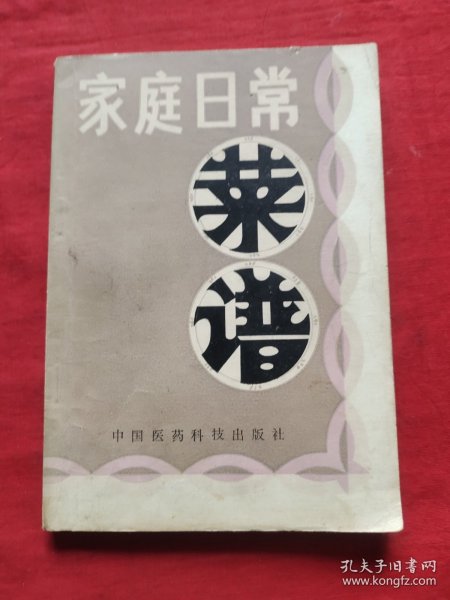 家庭日常
菜
谱
中国医药科技出版社
孔夫子旧书网
www.kongfz.com